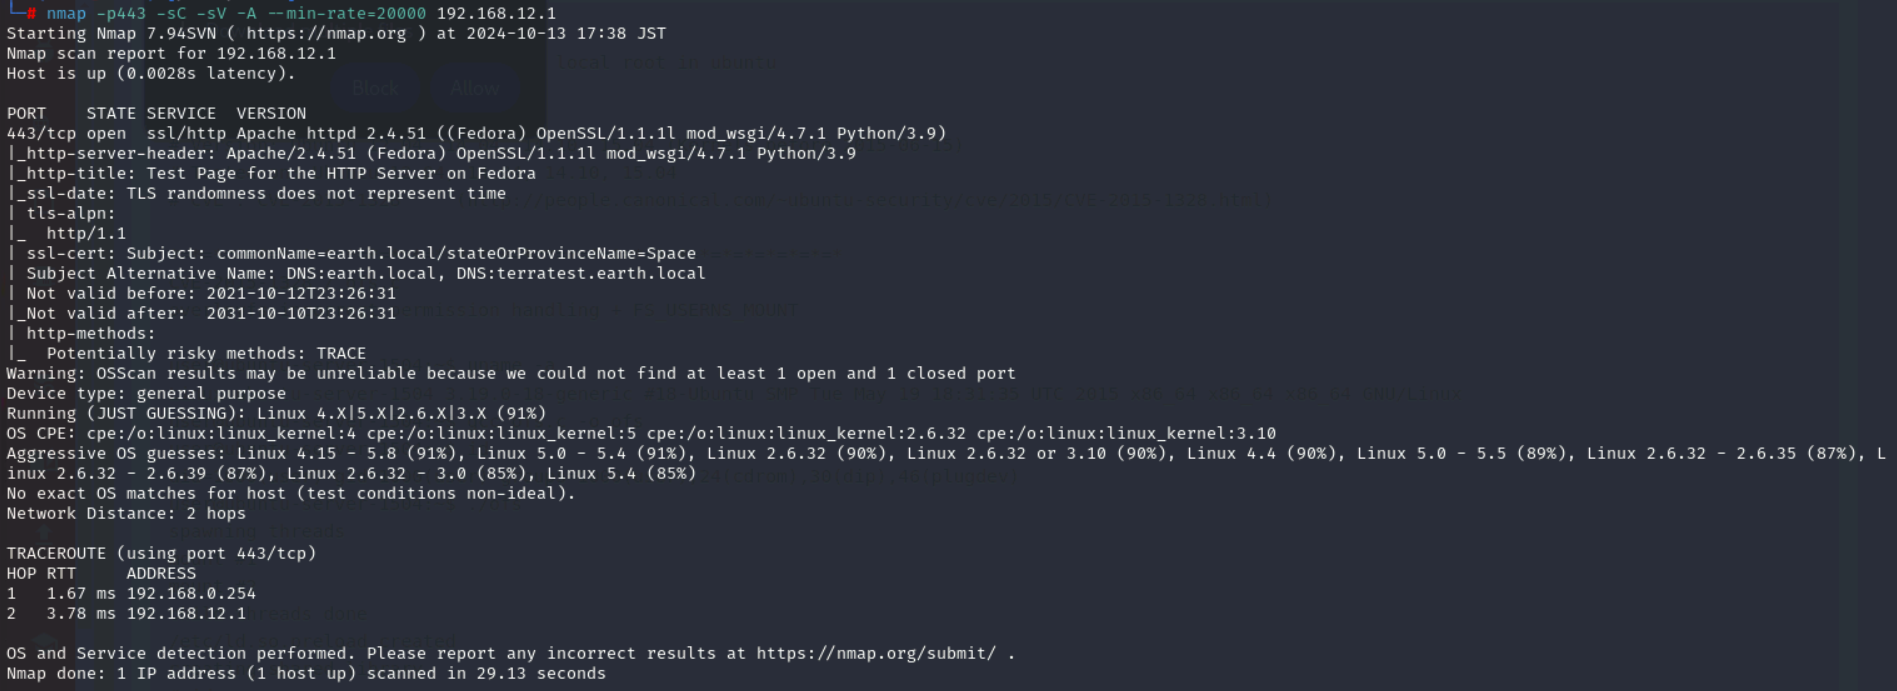 └─# nmap -p443 -sC -sV -A --min-rate=20000 192.168.12.1
Starting Nmap 7.94SVN ( https://nmap.org ) at 2024-10-13 17:38 JST
Nmap scan report for 192.168.12.1
Host is up (0.0028s latency).
Block Allow
PORT    STATE SERVICE  VERSION
443/tcp open  ssl/http Apache httpd 2.4.51 ((Fedora) OpenSSL/1.1.1l mod_wsgi/4.7.1 Python/3.9)
|_http-server-header: Apache/2.4.51 (Fedora) OpenSSL/1.1.1l mod_wsgi/4.7.1 Python/3.9
|_http-title: Test Page for the HTTP Server on Fedora
|_ssl-date: TLS randomness does not represent time
| tls-alpn:
|_  http/1.1
| ssl-cert: Subject: commonName=earth.local/stateOrProvinceName=Space
| Subject Alternative Name: DNS:earth.local, DNS:terratest.earth.local
| Not valid before: 2021-10-12T23:26:31
|_Not valid after:  2031-10-10T23:26:31
| http-methods:
|_  Potentially risky methods: TRACE
Warning: OSScan results may be unreliable because we could not find at least 1 open and 1 closed port
Device type: general purpose
Running (JUST GUESSING): Linux 4.X|5.X|2.6.X|3.X (91%)
OS CPE: cpe:/o:linux:linux_kernel:4 cpe:/o:linux:linux_kernel:5 cpe:/o:linux:linux_kernel:2.6.32 cpe:/o:linux:linux_kernel:3.10
Aggressive OS guesses: Linux 4.15 - 5.8 (91%), Linux 5.0 - 5.4 (91%), Linux 2.6.32 (90%), Linux 2.6.32 or 3.10 (90%), Linux 4.4 (90%), Linux 5.0 - 5.5 (89%), Linux 2.6.32 - 2.6.35 (87%), L
inux 2.6.32 - 2.6.39 (87%), Linux 2.6.32 - 3.0 (85%), Linux 5.4 (85%)
No exact OS matches for host (test conditions non-ideal).
Network Distance: 2 hops
TRACEROUTE (using port 443/tcp)
HOP RTT     ADDRESS
1   1.67 ms 192.168.0.254
2   3.78 ms 192.168.12.1
OS and Service detection performed. Please report any incorrect results at https://nmap.org/submit/ .
Nmap done: 1 IP address (1 host up) scanned in 29.13 seconds